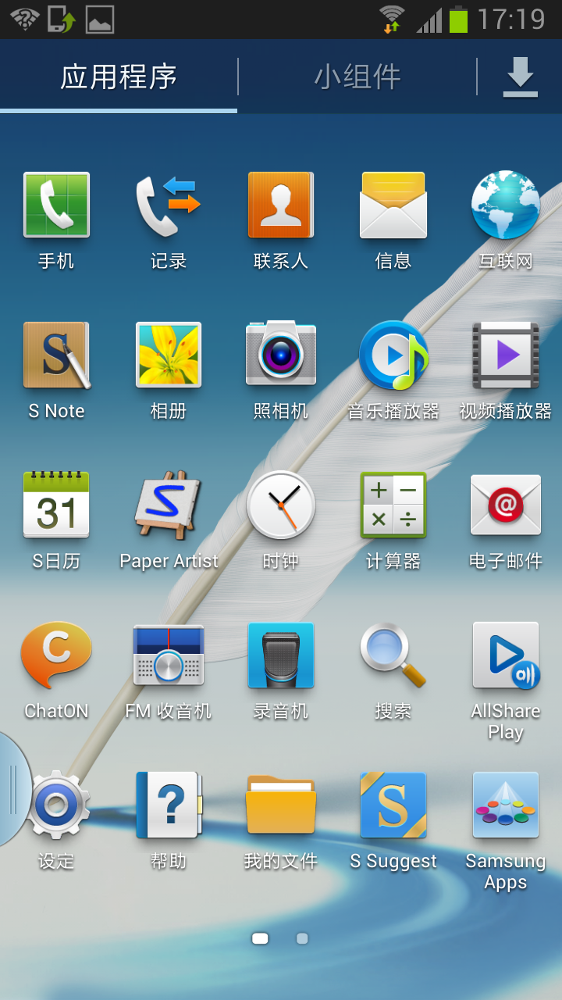 17:19
应用程序
小组件
手机
记录
联系人
信息
互联网
S Note
相册
照相机
音乐播放器
视频播放器
31
S日历
Paper Artist
时钟
计算器
电子邮件
ChatON
FM 收音机
录音机
搜索
AllShare
Play
设定
帮助
我的文件
S Suggest
Samsung
Apps